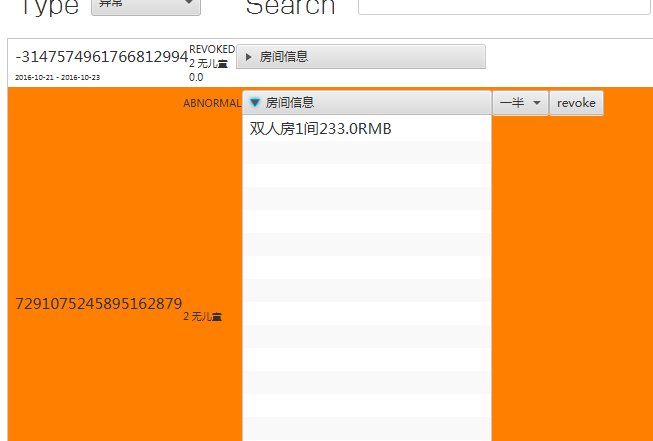 Type 异常 Search
-3147574961766812994 REVOKED 房间信息
2 无儿童
2016-10-21 - 2016-10-23 0.0
ABNORMAL 房间信息 一半 revoke
双人房1间233.0RMB
7291075245895162879
2 无儿童